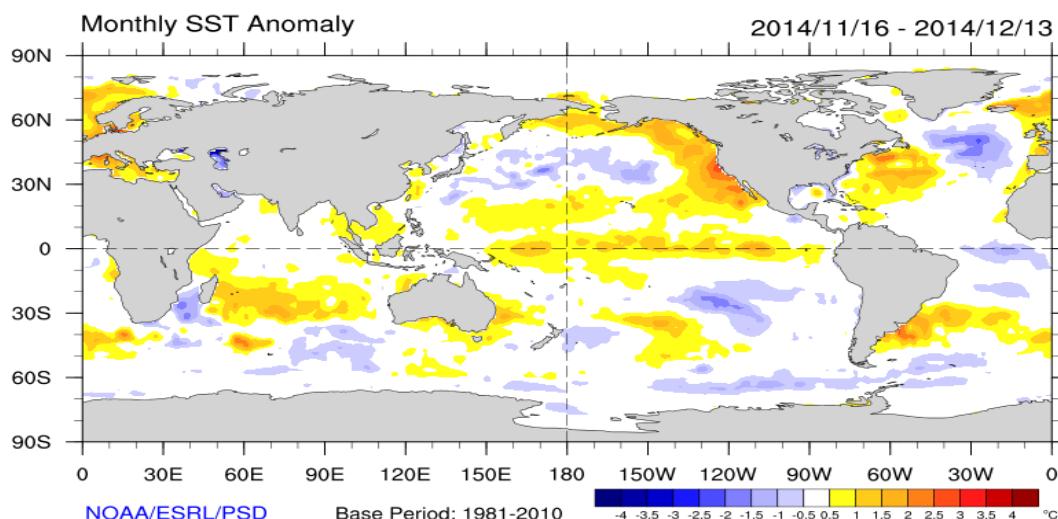 Monthly SST Anomaly 2014/11/16 - 2014/12/13
90N
60N
30N
0
30S
60S
90S
0 30E 60E 90E 120E 150E 180 150W 120W 90W 60W 30W 0
NOAA/ESRL/PSD Base Period: 1981-2010
-4 -3.5 -3 -2.5 -2 -1.5 -1 -0.5 0.5 1 1.5 2 2.5 3 3.5 4 °C